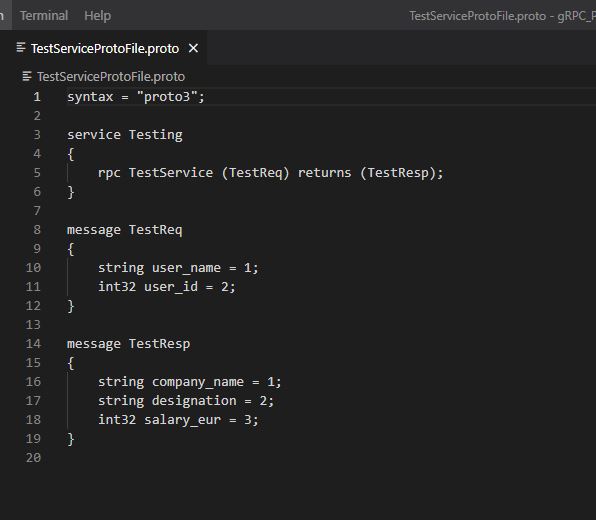 Terminal Help TestServiceProtoFile.proto - gRPC_P
TestServiceProtoFile.proto
TestServiceProtoFile.proto
1 syntax = "proto3";
2
3 service Testing
4 {
5     rpc TestService (TestReq) returns (TestResp);
6 }
7
8 message TestReq
9 {
10     string user_name = 1;
11     int32 user_id = 2;
12 }
13
14 message TestResp
15 {
16     string company_name = 1;
17     string designation = 2;
18     int32 salary_eur = 3;
19 }
20